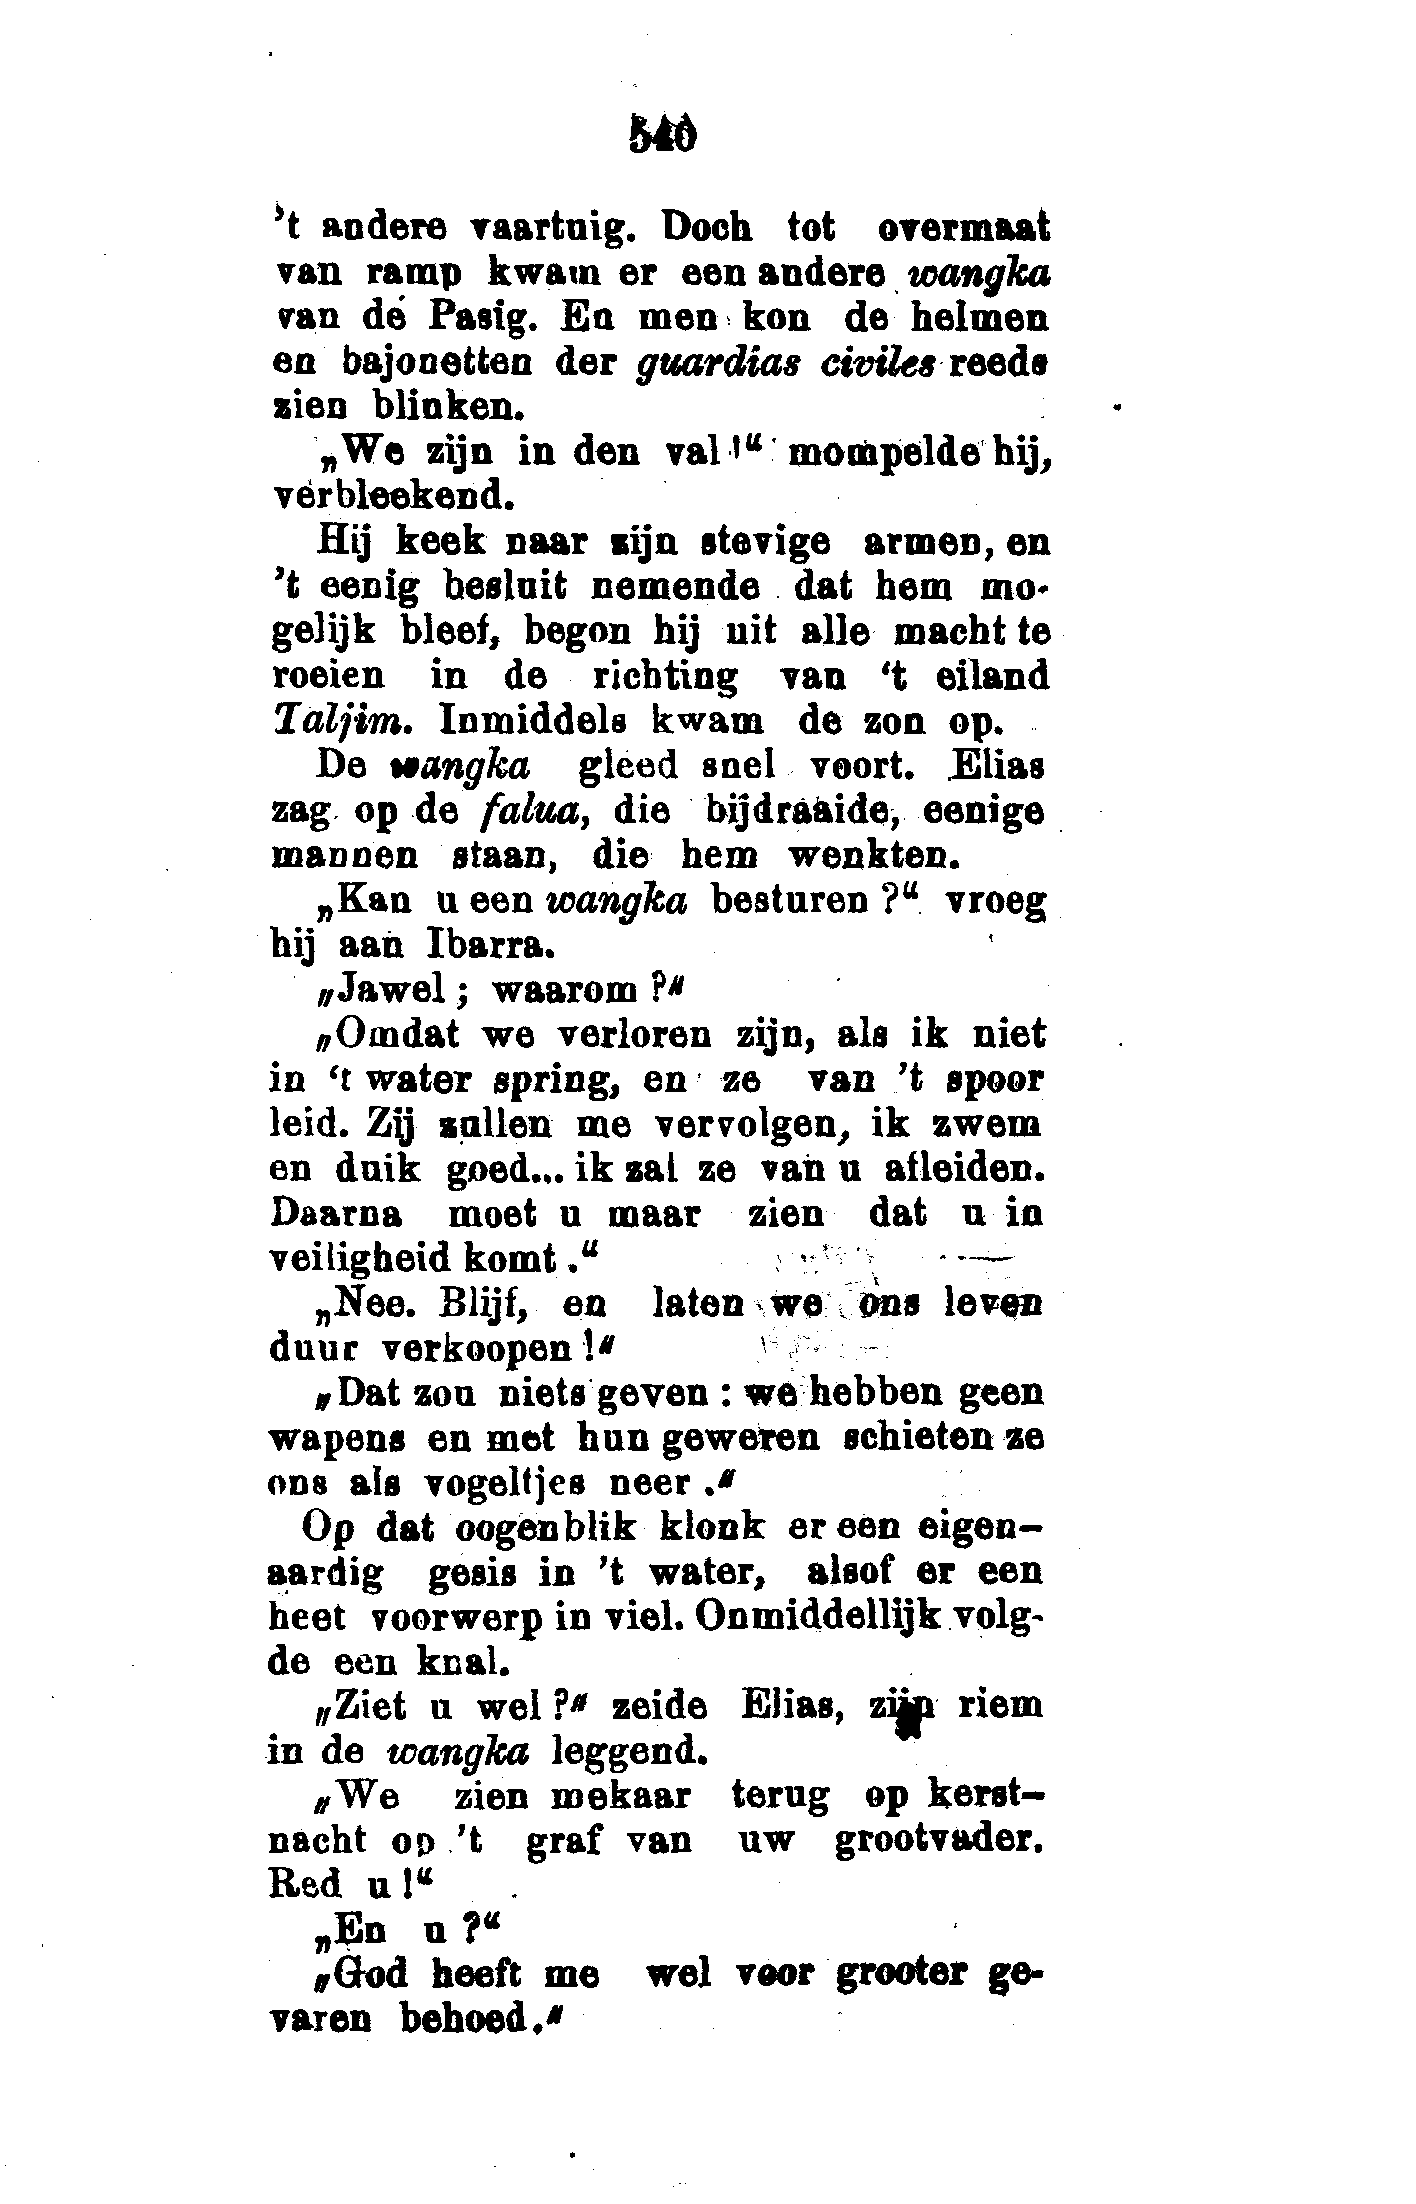 540
't andere vaartuig. Doch tot overmaat
van ramp kwam er een andere wangka
van de Pasig. En men kon de helmen
en bajonetten der guardias civiles reeds
zien blinken.
„We zijn in den val!“ mompelde hij,
verbleekend.
Hij keek naar zijn stevige armen, en
't eenig besluit nemende dat hem mo-
gelijk bleef, begon hij uit alle macht te
roeien in de richting van ‘t eiland
Taljim. Inmiddels kwam de zon op.
De wangka gleed snel voort. Elias
zag op de falua, die bijdraaide, eenige
mannen staan, die hem wenkten.
„Kan u een wangka besturen?“ vroeg
hij aan Ibarra.
„Jawel; waarom?“
„Omdat we verloren zijn, als ik niet
in ‘t water spring, en ze van 't spoor
leid. Zij zullen me vervolgen, ik zwem
en duik goed... ik zal ze van u afleiden.
Daarna moet u maar zien dat u in
veiligheid komt.“
„Nee. Blijf, en laten we ons leven
duur verkoopen!“
„Dat zou niets geven: we hebben geen
wapens en met hun geweren schieten ze
ons als vogeltjes neer.“
Op dat oogenblik klonk er een eigen-
aardig gesis in 't water, alsof er een
heet voorwerp in viel. Onmiddellijk volg-
de een knal.
„Ziet u wel?“ zeide Elias, zijn riem
in de wangka leggend.
„We zien mekaar terug op kerst-
nacht op 't graf van uw grootvader.
Red u!“
„En u?“
„God heeft me wel voor grooter ge-
varen behoed.“